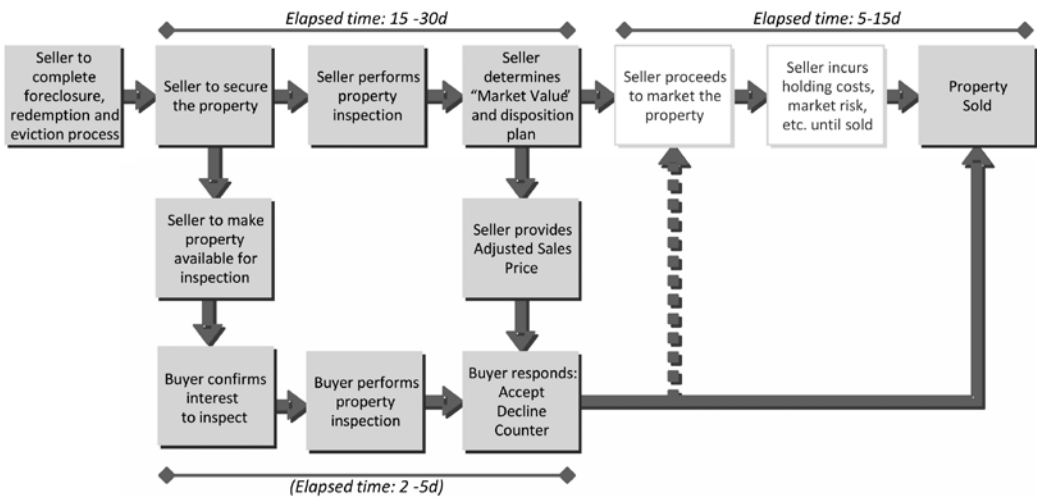 Elapsed time: 15 -30d
Elapsed time: 5-15d
Seller to
complete
foreclosure,
redemption and
eviction process
Seller to secure
the property
Seller performs
property
inspection
Seller
determines
“Market Value”
and disposition
plan
Seller proceeds
to market the
property
Seller incurs
holding costs,
market risk,
etc. until sold
Property
Sold
Seller to make
property
available for
inspection
Seller provides
Adjusted Sales
Price
Buyer confirms
interest
to inspect
Buyer performs
property
inspection
Buyer responds:
Accept
Decline
Counter
(Elapsed time: 2 -5d)